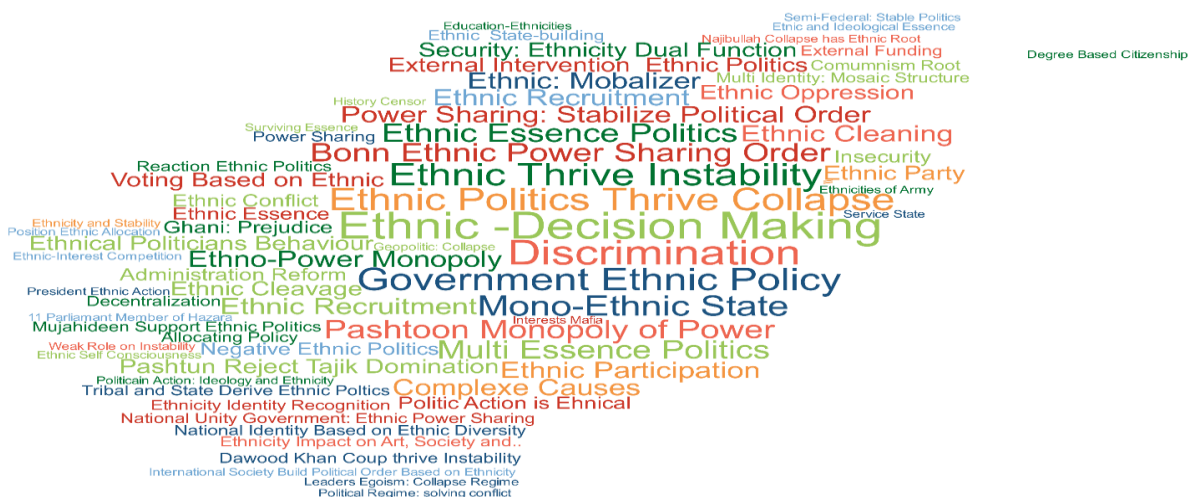 Semi-Federal: Stable Politics
Education-Ethnicities
Etnic and Ideological Essence
Ethnic State-building
Najibullah Collapse has Ethnic Root
Security: Ethnicity Dual Function
External Funding
Degree Based Citizenship
External Intervention
Ethnic Politics
Comumnism Root
Ethnic: Mobalizer
Multi Identity: Mosaic Structure
Ethnic Oppression
Ethnic Recruitment
History Censor
Power Sharing: Stabilize Political Order
Surviving Essence
Power Sharing
Ethnic Essence Politics
Ethnic Cleaning
Bonn Ethnic Power Sharing Order
Insecurity
Reaction Ethnic Politics
Voting Based on Ethnic
Ethnic Thrive Instability
Ethnic Party
Ethnicities of Army
Ethnic Conflict
Ethnic Politics Thrive Collapse
Ethnic Essence
Service State
Ethnicity and Stability
Ghani: Prejudice
Ethnic -Decision Making
Position Ethnic Allocation
Ethnical Politicians Behaviour
Geopolitic: Collapse
Ethnic-Interest Competition
Ethno-Power Monopoly
Discrimination
Administration Reform
Government Ethnic Policy
President Ethnic Action
Ethnic Cleavage
Decentralization
Ethnic Recruitment
Mono-Ethnic State
11 Parliamant Member of Hazara
Interests Mafia
Mujahideen Support Ethnic Politics
Pashtoon Monopoly of Power
Allocating Policy
Weak Role on Instability
Negative Ethnic Politics
Multi Essence Politics
Ethnic Self Consciousness
Pashtun Reject Tajik Domination
Ethnic Participation
Politicain Action: Ideology and Ethnicity
Tribal and State Derive Ethnic Poltics
Complexe Causes
Ethnicity Identity Recognition
Politic Action is Ehnical
National Unity Government: Ethnic Power Sharing
National Identity Based on Ethnic Diversity
Ethnicity Impact on Art, Society and..
Dawood Khan Coup thrive Instability
International Society Build Political Order Based on Ethnicity
Leaders Egoism: Collapse Regime
Political Regime: solving conflict